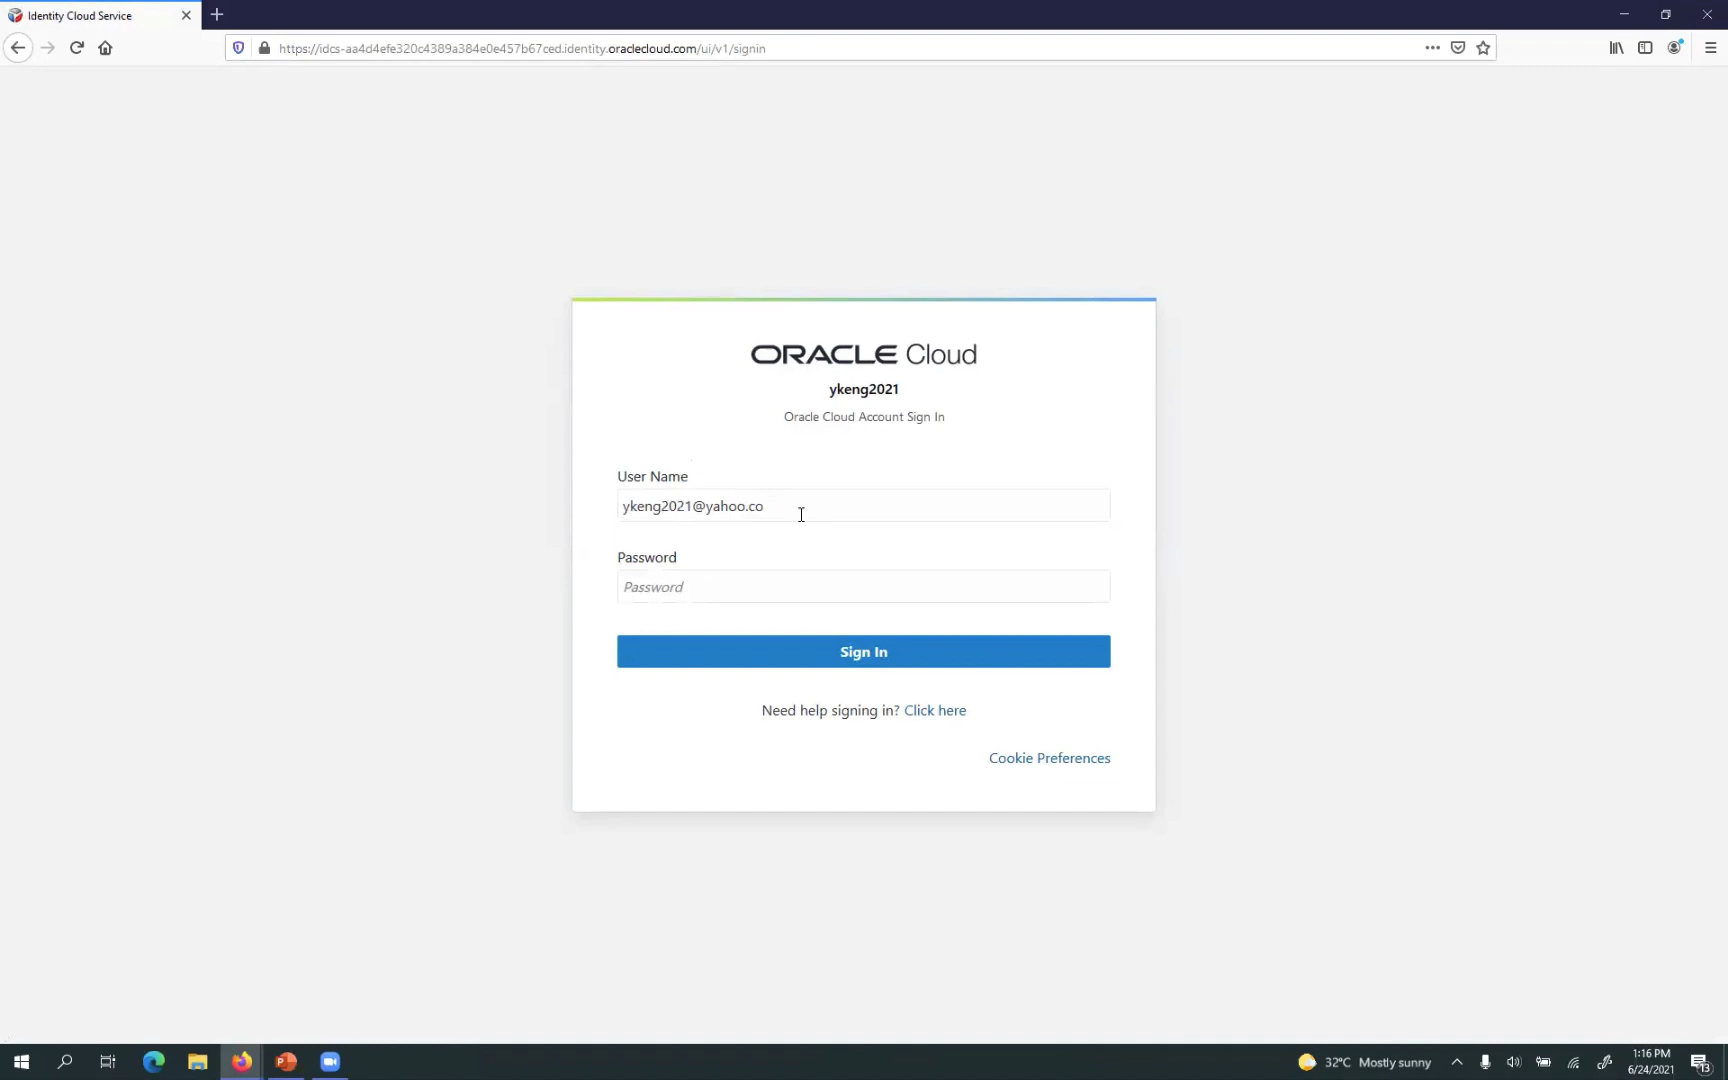 Identity Cloud Service
https://idcs-aa4d4efe320c4389a384e0e457b67ced.identity.oraclecloud.com/ui/v1/signin
ORACLE Cloud
ykeng2021
Oracle Cloud Account Sign In
User Name
ykeng2021@yahoo.co
Password
Password
Sign In
Need help signing in? Click here
Cookie Preferences
32°C Mostly sunny
1:16 PM
6/24/2021
13